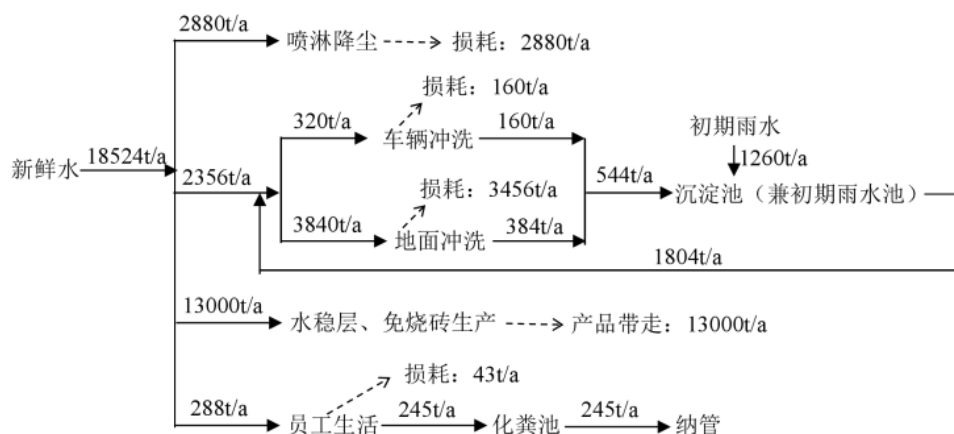 2880t/a 喷淋降尘 损耗：2880t/a
损耗：160t/a
320t/a 车辆冲洗 160t/a 初期雨水
新鲜水 18524t/a 2356t/a 544t/a 1260t/a
损耗：3456t/a 沉淀池（兼初期雨水池）
3840t/a 地面冲洗 384t/a
1804t/a
13000t/a 水稳层、免烧砖生产 产品带走：13000t/a
损耗：43t/a
288t/a 员工生活 245t/a 化粪池 245t/a 纳管